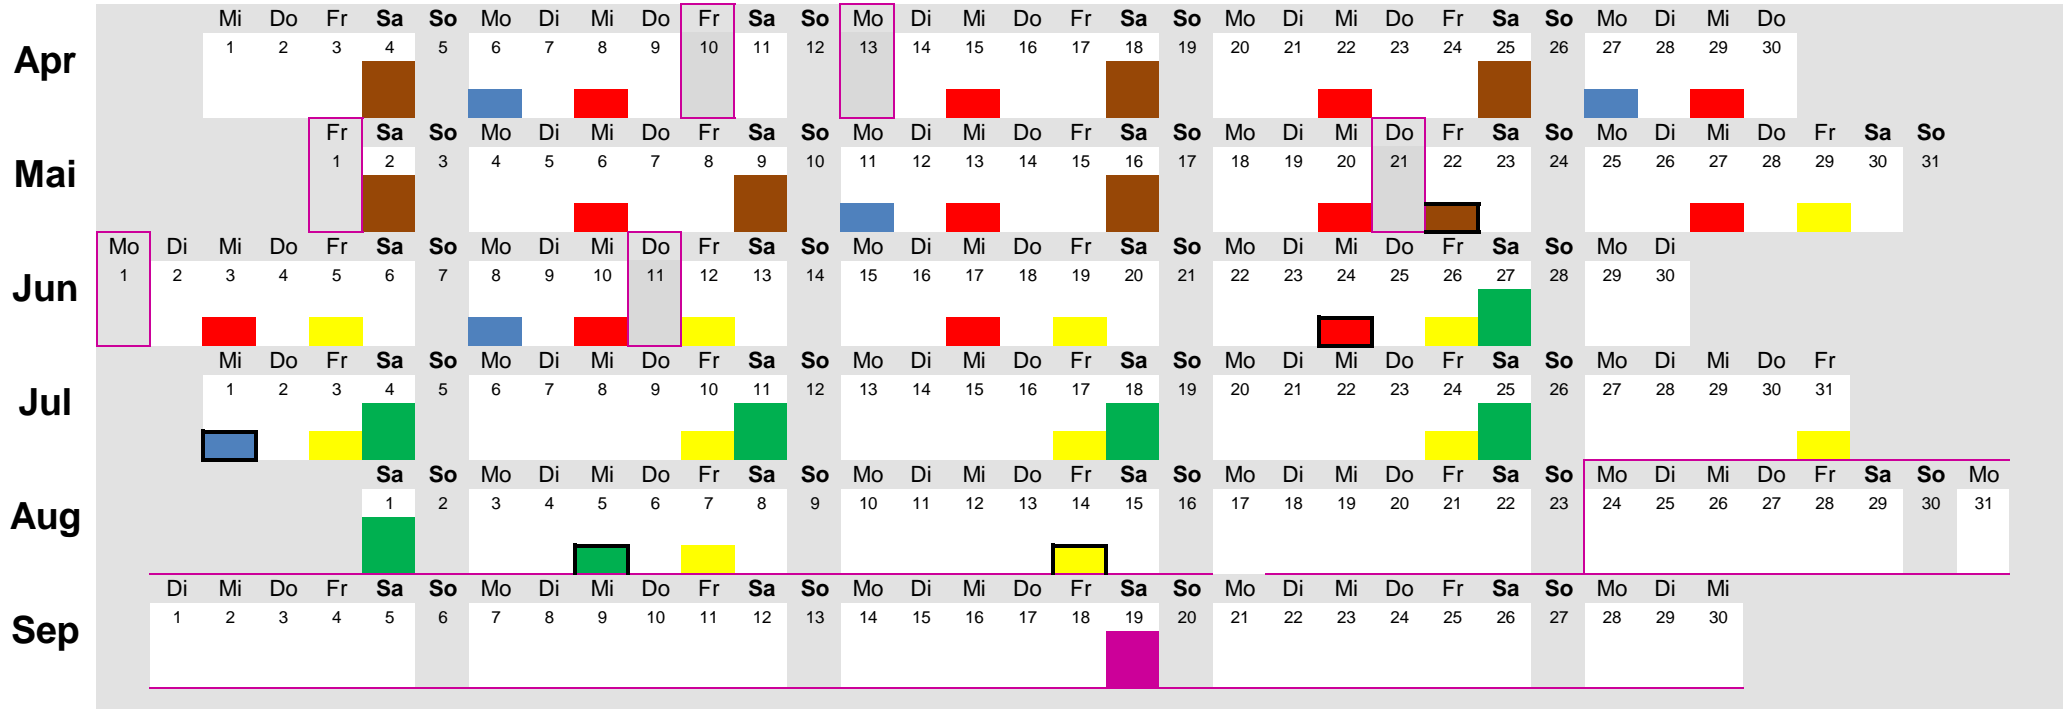 Mi Do Fr Sa So Mo Di Mi Do Fr Sa So Mo Di Mi Do Fr Sa So Mo Di Mi Do Fr Sa So Mo Di Mi Do
Apr 1 2 3 4 5 6 7 8 9 10 11 12 13 14 15 16 17 18 19 20 21 22 23 24 25 26 27 28 29 30
Fr Sa So Mo Di Mi Do Fr Sa So Mo Di Mi Do Fr Sa So Mo Di Mi Do Fr Sa So Mo Di Mi Do Fr Sa So
Mai 1 2 3 4 5 6 7 8 9 10 11 12 13 14 15 16 17 18 19 20 21 22 23 24 25 26 27 28 29 30 31
Mo Di Mi Do Fr Sa So Mo Di Mi Do Fr Sa So Mo Di Mi Do Fr Sa So Mo Di Mi Do Fr Sa So Mo Di
Jun 1 2 3 4 5 6 7 8 9 10 11 12 13 14 15 16 17 18 19 20 21 22 23 24 25 26 27 28 29 30
Mi Do Fr Sa So Mo Di Mi Do Fr Sa So Mo Di Mi Do Fr Sa So Mo Di Mi Do Fr Sa So Mo Di Mi Do Fr
Jul 1 2 3 4 5 6 7 8 9 10 11 12 13 14 15 16 17 18 19 20 21 22 23 24 25 26 27 28 29 30 31
Sa So Mo Di Mi Do Fr Sa So Mo Di Mi Do Fr Sa So Mo Di Mi Do Fr Sa So Mo Di Mi Do Fr Sa So Mo
Aug 1 2 3 4 5 6 7 8 9 10 11 12 13 14 15 16 17 18 19 20 21 22 23 24 25 26 27 28 29 30 31
Di Mi Do Fr Sa So Mo Di Mi Do Fr Sa So Mo Di Mi Do Fr Sa So Mo Di Mi Do Fr Sa So Mo Di Mi
Sep 1 2 3 4 5 6 7 8 9 10 11 12 13 14 15 16 17 18 19 20 21 22 23 24 25 26 27 28 29 30